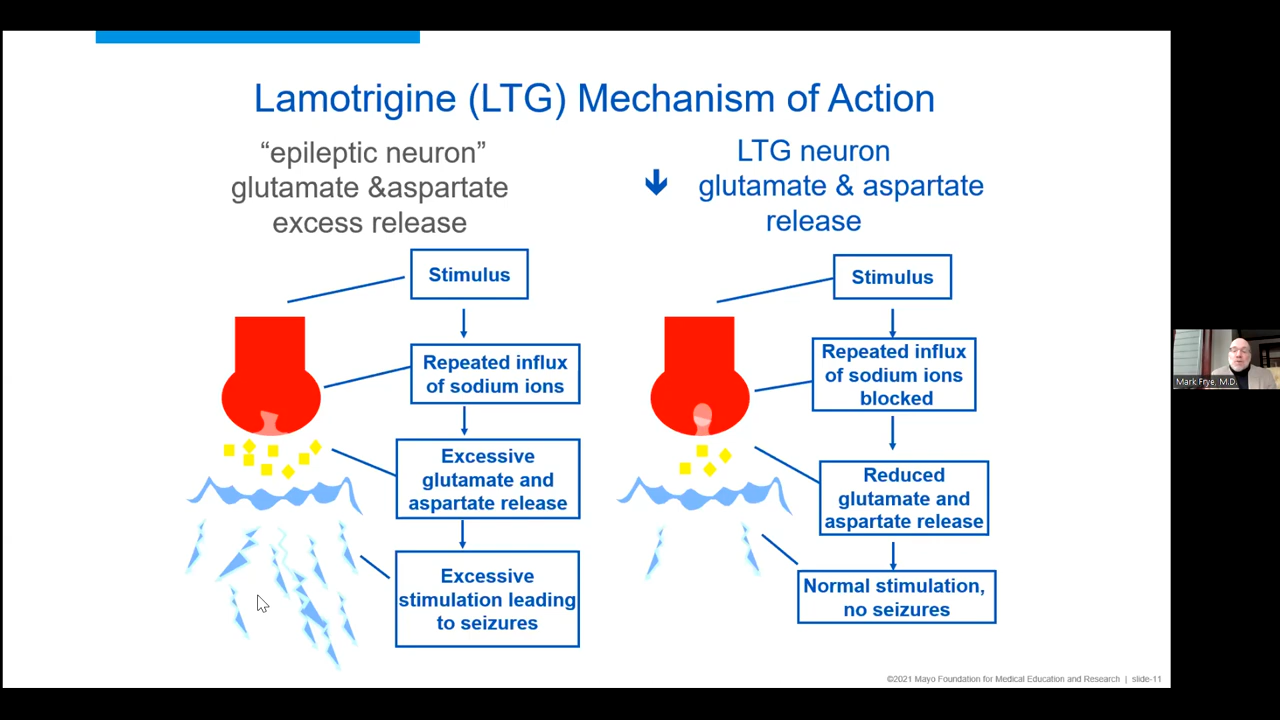 Lamotrigine (LTG) Mechanism of Action
“epileptic neuron”
glutamate &aspartate
excess release
Stimulus
Repeated influx
of sodium ions
Excessive
glutamate and
aspartate release
Excessive
stimulation leading
to seizures
LTG neuron
glutamate & aspartate
release
Stimulus
Repeated influx
of sodium ions
blocked
Reduced
glutamate and
aspartate release
Normal stimulation,
no seizures
Mark Frye, M.D.
©2021 Mayo Foundation for Medical Education and Research | slide-11